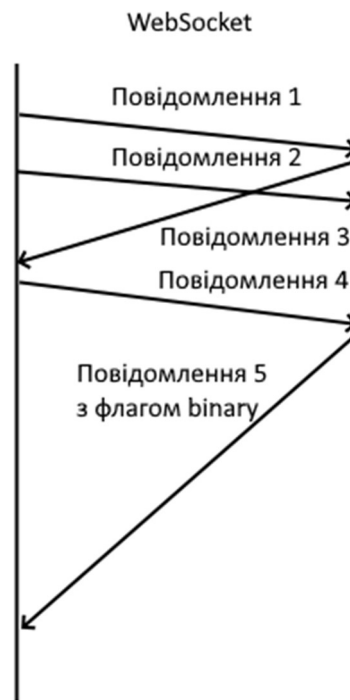 WebSocket
Повідомлення 1
Повідомлення 2
Повідомлення 3
Повідомлення 4
Повідомлення 5
з флагом binary